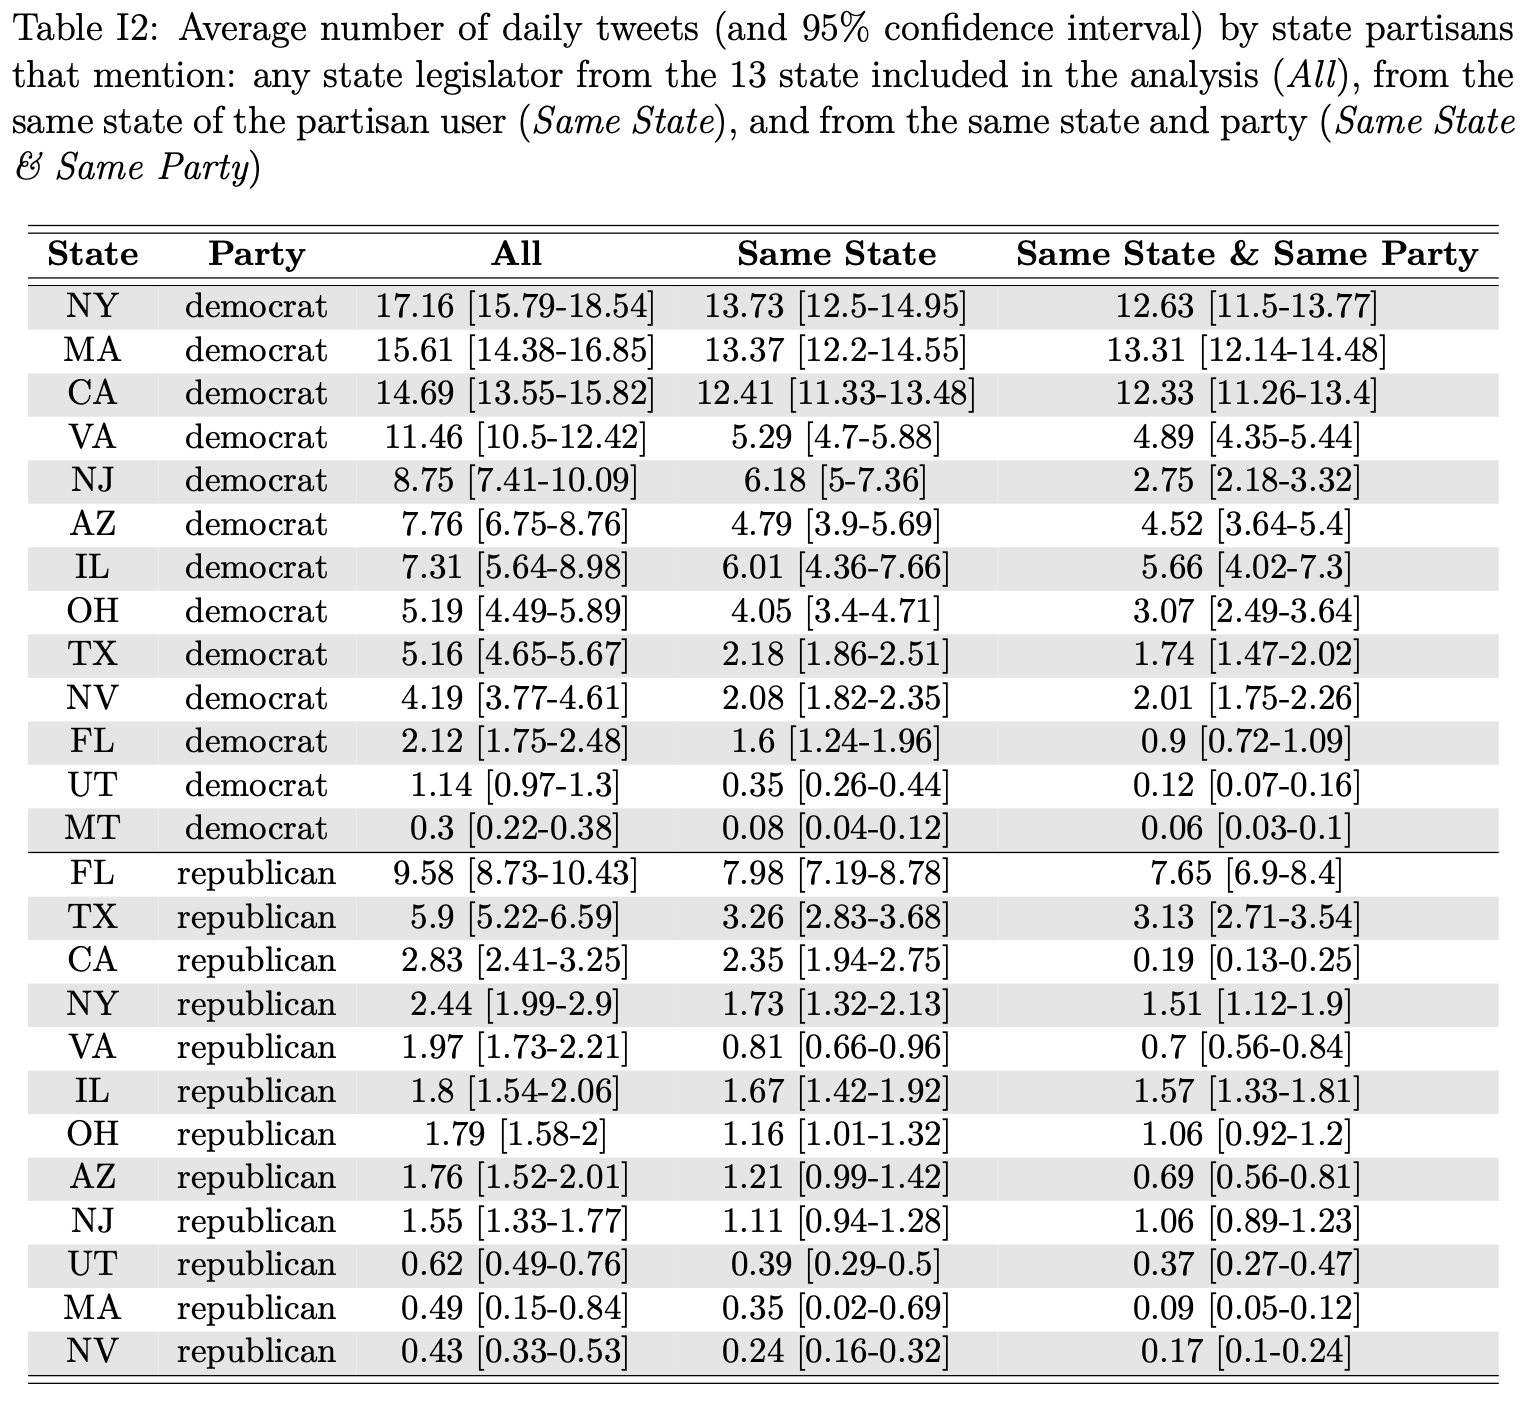 Table I2: Average number of daily tweets (and 95% confidence interval) by state partisans
that mention: any state legislator from the 13 state included in the analysis (All), from the
same state of the partisan user (Same State), and from the same state and party (Same State
& Same Party)
State Party All Same State Same State & Same Party
NY democrat 17.16 [15.79-18.54] 13.73 [12.5-14.95] 12.63 [11.5-13.77]
MA democrat 15.61 [14.38-16.85] 13.37 [12.2-14.55] 13.31 [12.14-14.48]
CA democrat 14.69 [13.55-15.82] 12.41 [11.33-13.48] 12.33 [11.26-13.4]
VA democrat 11.46 [10.5-12.42] 5.29 [4.7-5.88] 4.89 [4.35-5.44]
NJ democrat 8.75 [7.41-10.09] 6.18 [5-7.36] 2.75 [2.18-3.32]
AZ democrat 7.76 [6.75-8.76] 4.79 [3.9-5.69] 4.52 [3.64-5.4]
IL democrat 7.31 [5.64-8.98] 6.01 [4.36-7.66] 5.66 [4.02-7.3]
OH democrat 5.19 [4.49-5.89] 4.05 [3.4-4.71] 3.07 [2.49-3.64]
TX democrat 5.16 [4.65-5.67] 2.18 [1.86-2.51] 1.74 [1.47-2.02]
NV democrat 4.19 [3.77-4.61] 2.08 [1.82-2.35] 2.01 [1.75-2.26]
FL democrat 2.12 [1.75-2.48] 1.6 [1.24-1.96] 0.9 [0.72-1.09]
UT democrat 1.14 [0.97-1.3] 0.35 [0.26-0.44] 0.12 [0.07-0.16]
MT democrat 0.3 [0.22-0.38] 0.08 [0.04-0.12] 0.06 [0.03-0.1]
FL republican 9.58 [8.73-10.43] 7.98 [7.19-8.78] 7.65 [6.9-8.4]
TX republican 5.9 [5.22-6.59] 3.26 [2.83-3.68] 3.13 [2.71-3.54]
CA republican 2.83 [2.41-3.25] 2.35 [1.94-2.75] 0.19 [0.13-0.25]
NY republican 2.44 [1.99-2.9] 1.73 [1.32-2.13] 1.51 [1.12-1.9]
VA republican 1.97 [1.73-2.21] 0.81 [0.66-0.96] 0.7 [0.56-0.84]
IL republican 1.8 [1.54-2.06] 1.67 [1.42-1.92] 1.57 [1.33-1.81]
OH republican 1.79 [1.58-2] 1.16 [1.01-1.32] 1.06 [0.92-1.2]
AZ republican 1.76 [1.52-2.01] 1.21 [0.99-1.42] 0.69 [0.56-0.81]
NJ republican 1.55 [1.33-1.77] 1.11 [0.94-1.28] 1.06 [0.89-1.23]
UT republican 0.62 [0.49-0.76] 0.39 [0.29-0.5] 0.37 [0.27-0.47]
MA republican 0.49 [0.15-0.84] 0.35 [0.02-0.69] 0.09 [0.05-0.12]
NV republican 0.43 [0.33-0.53] 0.24 [0.16-0.32] 0.17 [0.1-0.24]